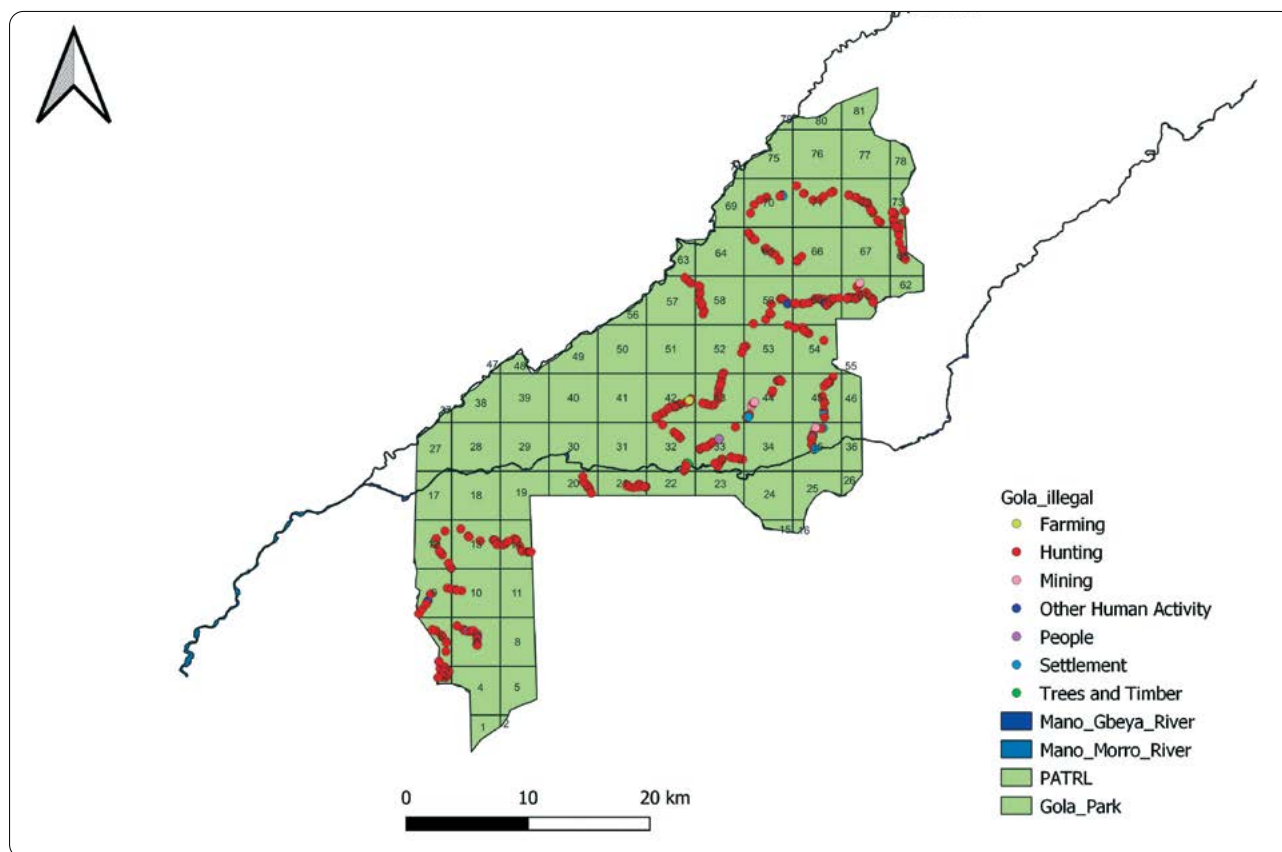 81
80
75 76 77 78
69 70 73
63 64 66 67
57 58 59 62
56
49 50 51 52 53 54
47 48 55
38 39 40 41 42 44 45 46
27 28 29 30 31 32 33 34 36
17 18 19 20 22 23 24 25 26
15 16
10 11
8
4 5
1 2
Gola_illegal
Farming
Hunting
Mining
Other Human Activity
People
Settlement
Trees and Timber
Mano_Gbeya_River
Mano_Morro_River
PATRL
Gola_Park
0 10 20 km